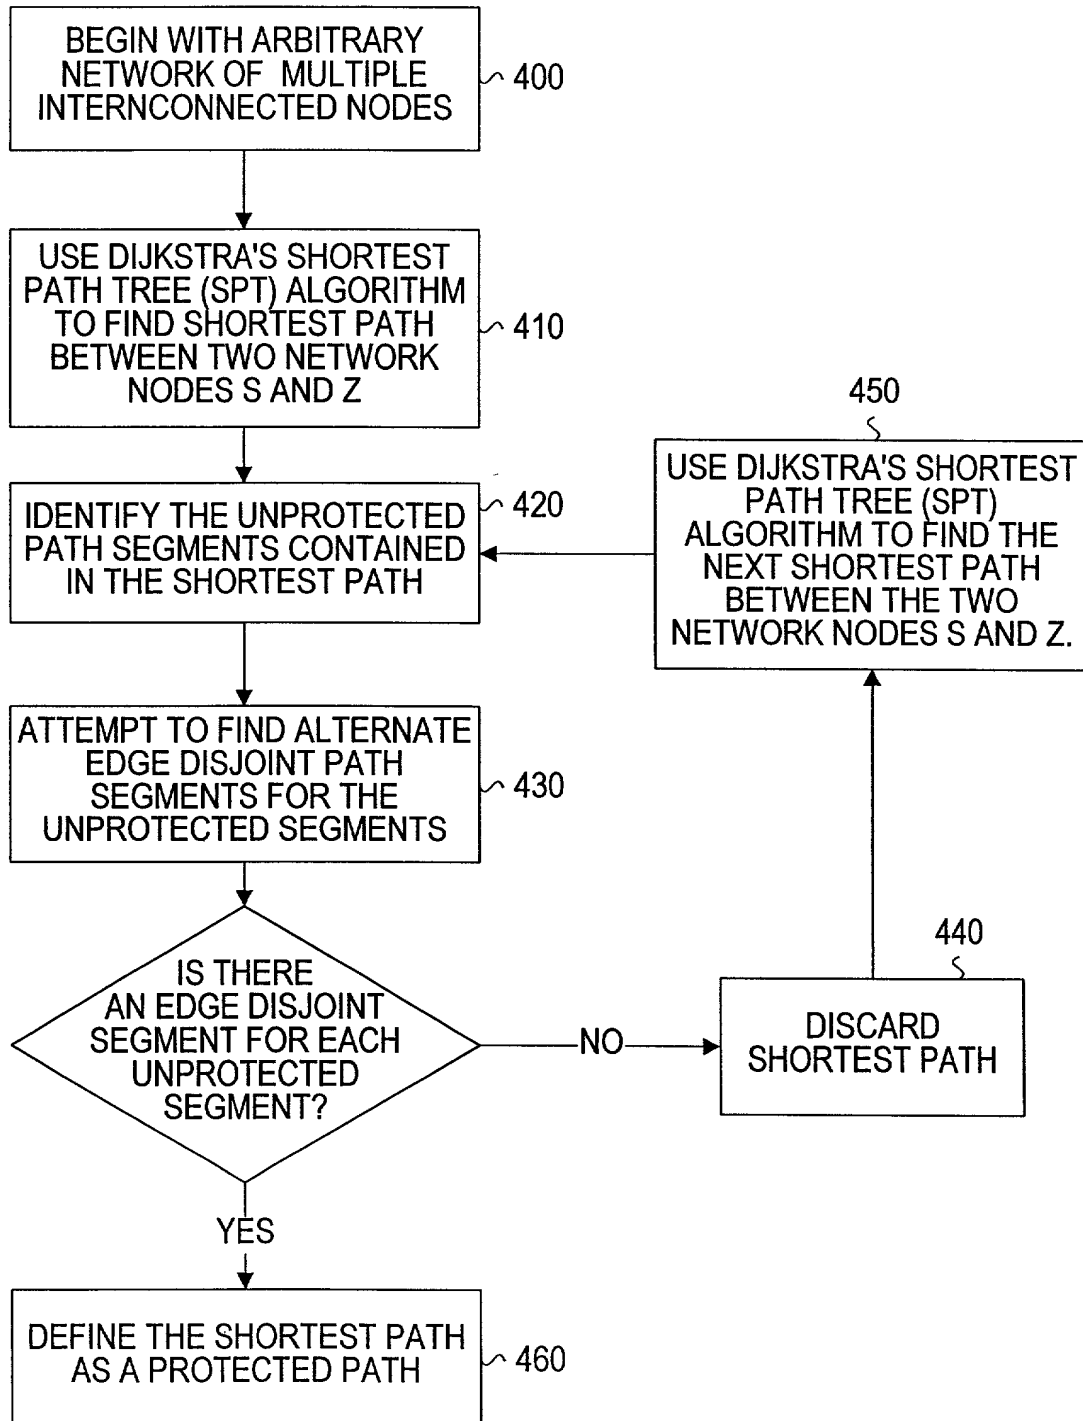 BEGIN WITH ARBITRARY
NETWORK OF MULTIPLE
INTERNCONNECTED NODES
400
USE DIJKSTRA'S SHORTEST
PATH TREE (SPT) ALGORITHM
TO FIND SHORTEST PATH
BETWEEN TWO NETWORK
NODES S AND Z
410
IDENTIFY THE UNPROTECTED
PATH SEGMENTS CONTAINED
IN THE SHORTEST PATH
420
450
USE DIJKSTRA'S SHORTEST
PATH TREE (SPT)
ALGORITHM TO FIND THE
NEXT SHORTEST PATH
BETWEEN THE TWO
NETWORK NODES S AND Z.
ATTEMPT TO FIND ALTERNATE
EDGE DISJOINT PATH
SEGMENTS FOR THE
UNPROTECTED SEGMENTS
430
IS THERE
AN EDGE DISJOINT
SEGMENT FOR EACH
UNPROTECTED
SEGMENT?
NO
440
DISCARD
SHORTEST PATH
YES
DEFINE THE SHORTEST PATH
AS A PROTECTED PATH
460